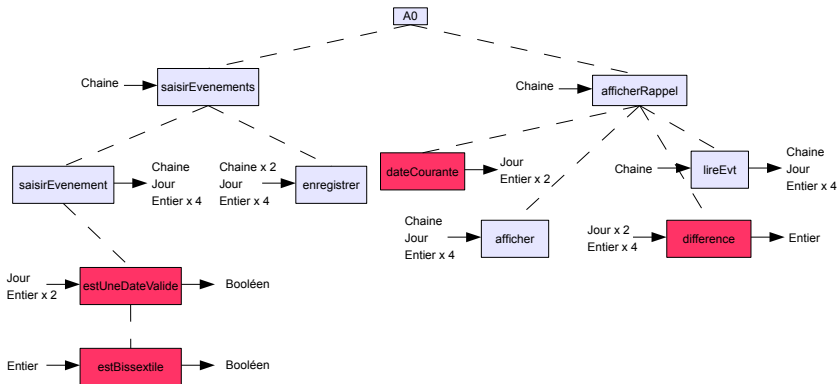 A0
Chaine
saisirEvenements
Chaine
afficherRappel
saisirEvenement
Chaine
Jour
Entier x 4
Chaine x 2
Jour
Entier x 4
enregistrer
dateCourante
Jour
Entier x 2
Chaine
lireEvt
Chaine
Jour
Entier x 4
Chaine
Jour
Entier x 4
afficher
Jour x 2
Entier x 4
difference
Entier
Jour
Entier x 2
estUneDateValide
Booléen
Entier
estBissextile
Booléen